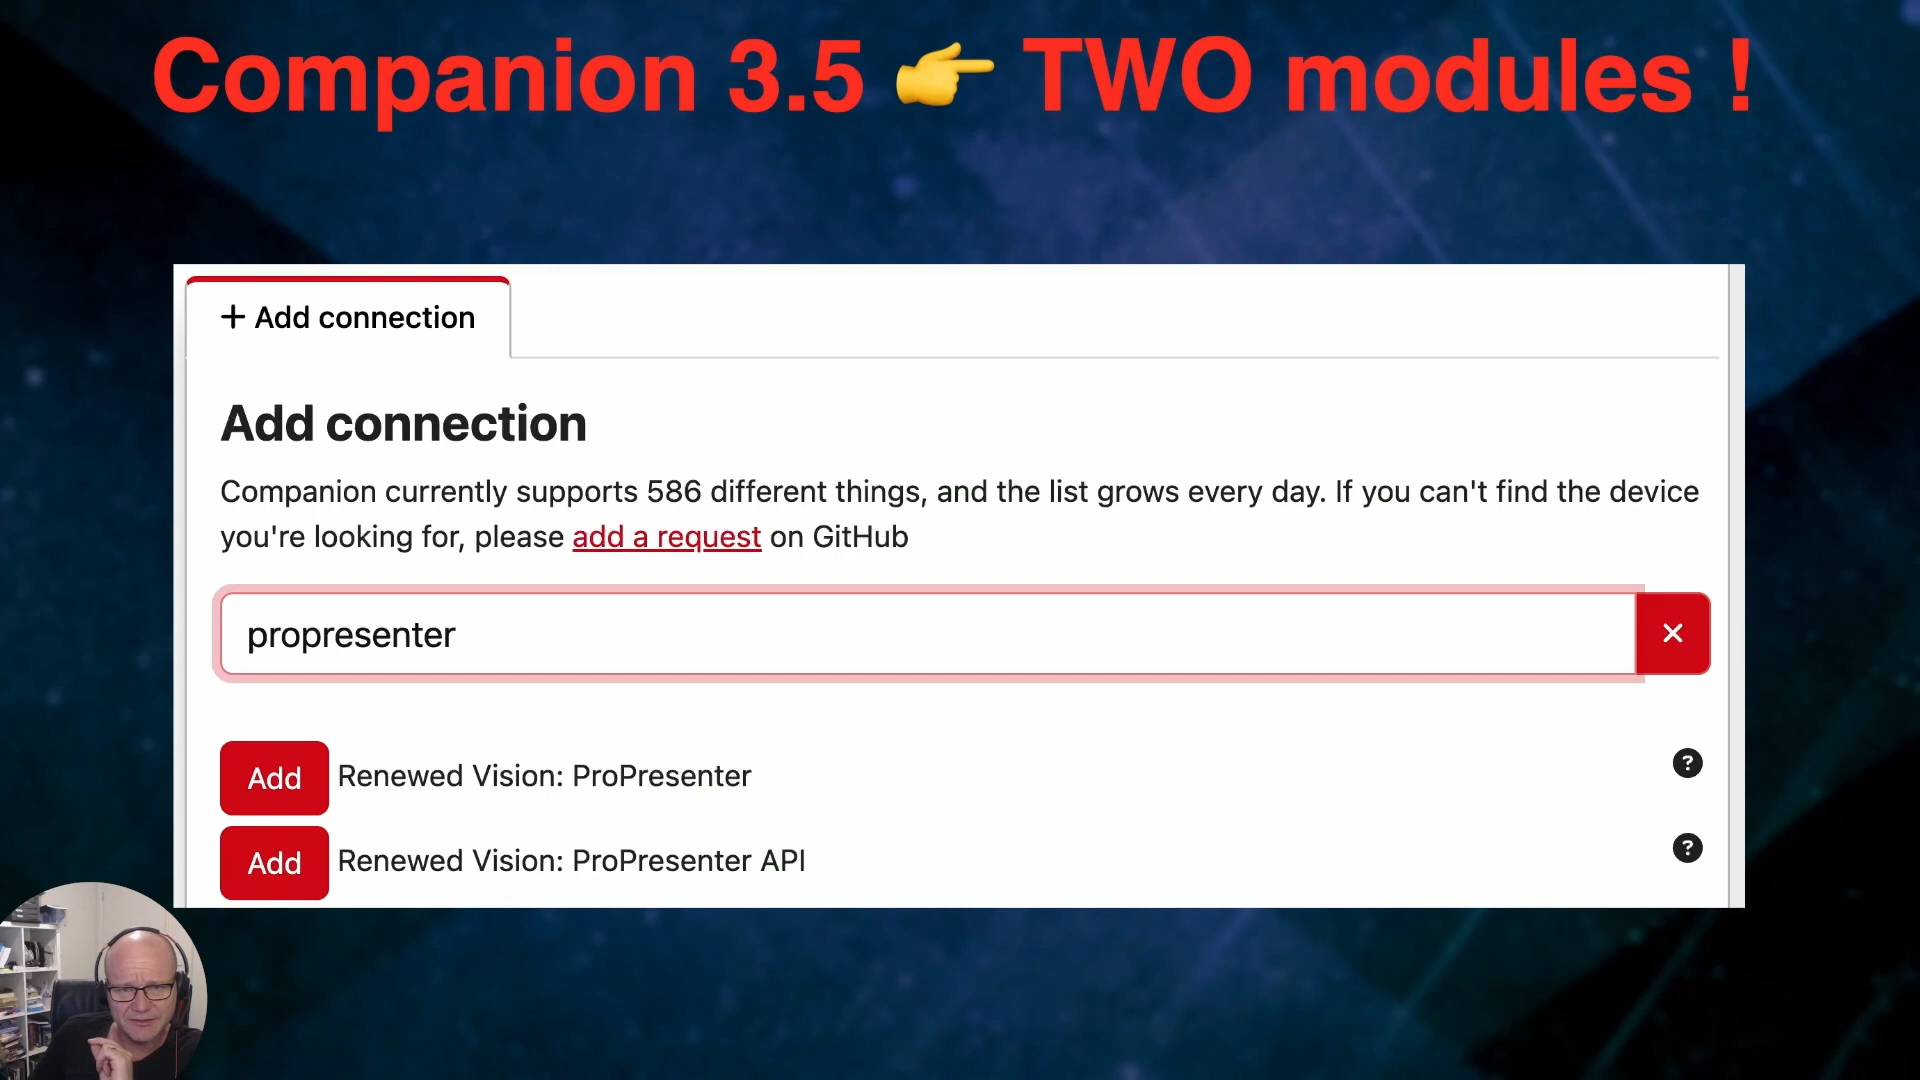 Companion 3.5 👉 TWO modules !
+ Add connection
Add connection
Companion currently supports 586 different things, and the list grows every day. If you can't find the device
you're looking for, please add a request on GitHub
propresenter
Add Renewed Vision: ProPresenter
Add Renewed Vision: ProPresenter API